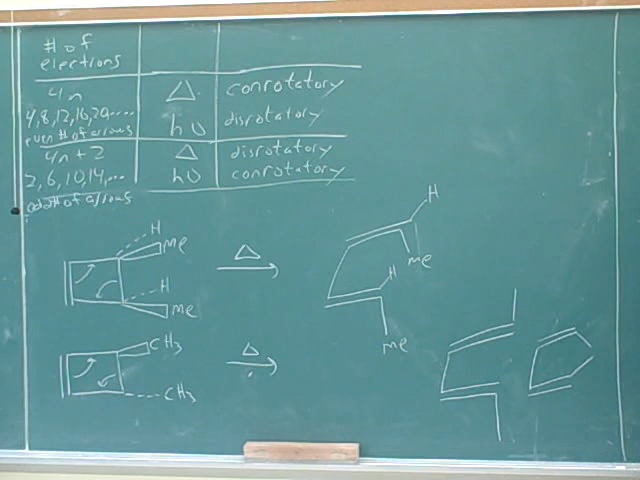 # of
electrons
4n Δ conrotatory
4,8,12,16,20,.... hυ disrotatory
even # of arrows
4n + 2 Δ disrotatory
2, 6, 10, 14,... hυ conrotatory
odd # of arrows
H
Me
H
Me
Δ
H
Me
H
Me
CH3
CH3
Δ